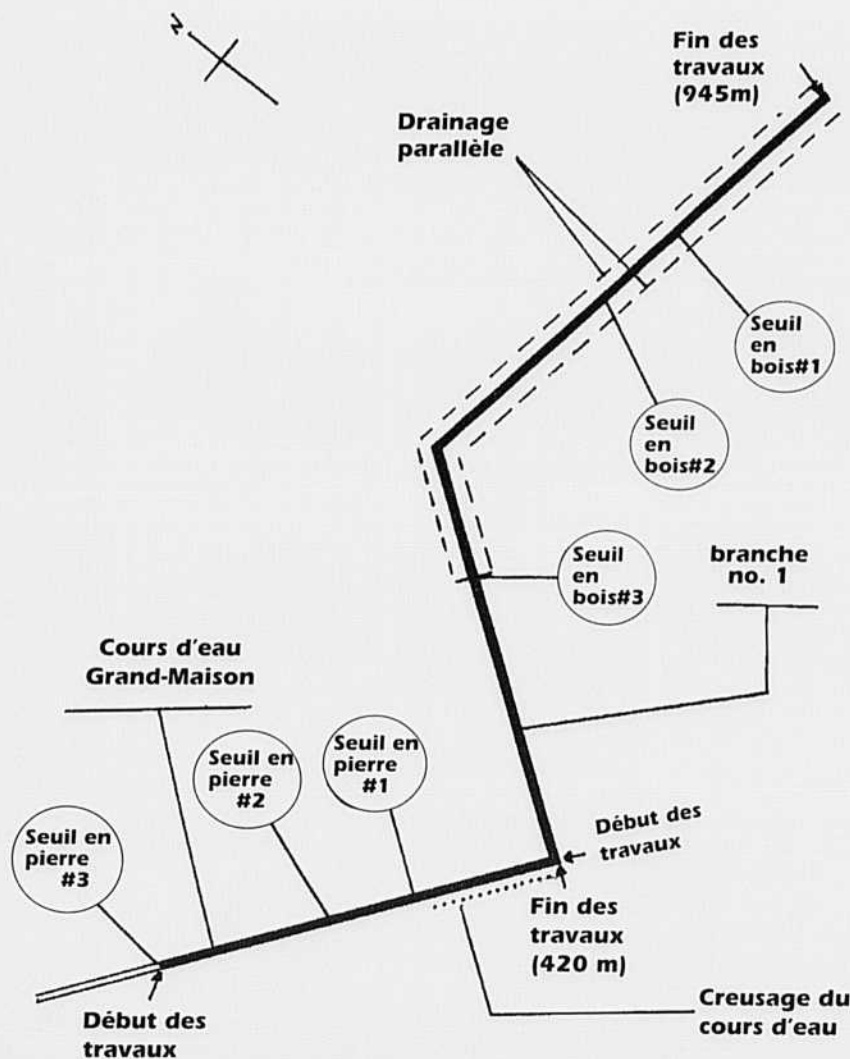 N
Fin des
travaux
(945m)
Drainage
parallèle
Seuil
en
bois#1
Seuil
en
bois#2
Seuil
en
bois#3
branche
no. 1
Cours d'eau
Grand-Maison
Seuil en
pierre
#1
Seuil en
pierre
#2
Seuil en
pierre
#3
Début des
travaux
Fin des
travaux
(420 m)
Creusage du
cours d'eau
Début des
travaux